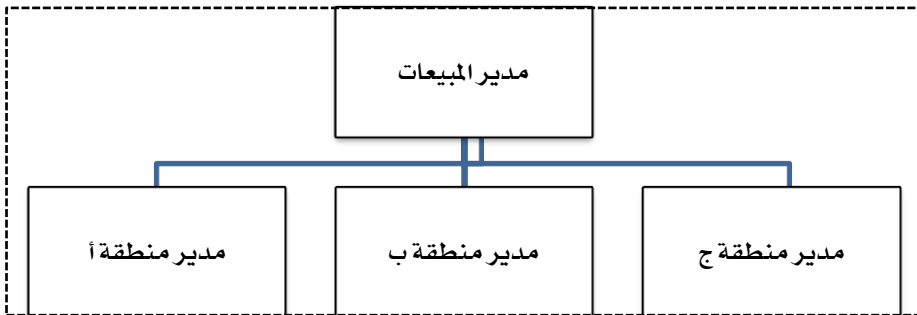 مدير المبيعات
مدير منطقة ج
مدير منطقة ب
مدير منطقة أ